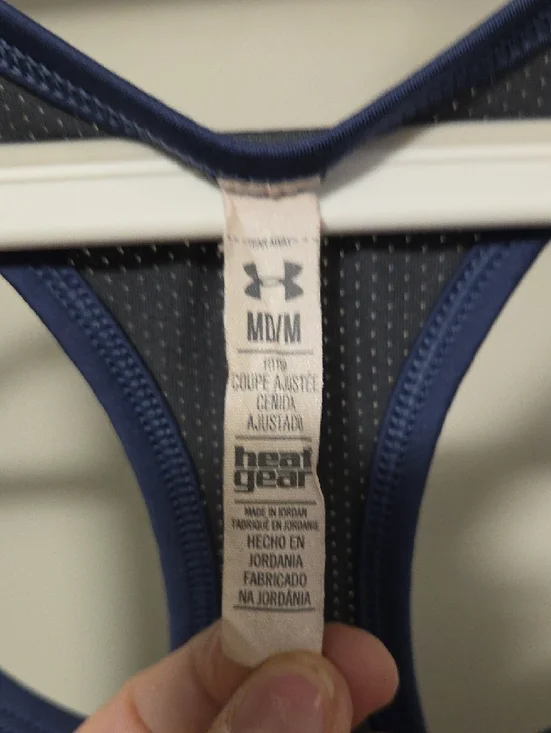 MD/M
COUPE AJUSTÉE
CEÑIDA
AJUSTADO
heat
gear
MADE IN JORDAN
FABRIQUÉ EN JORDANIE
HECHO EN
JORDANIA
FABRICADO
NA JORDÂNIA